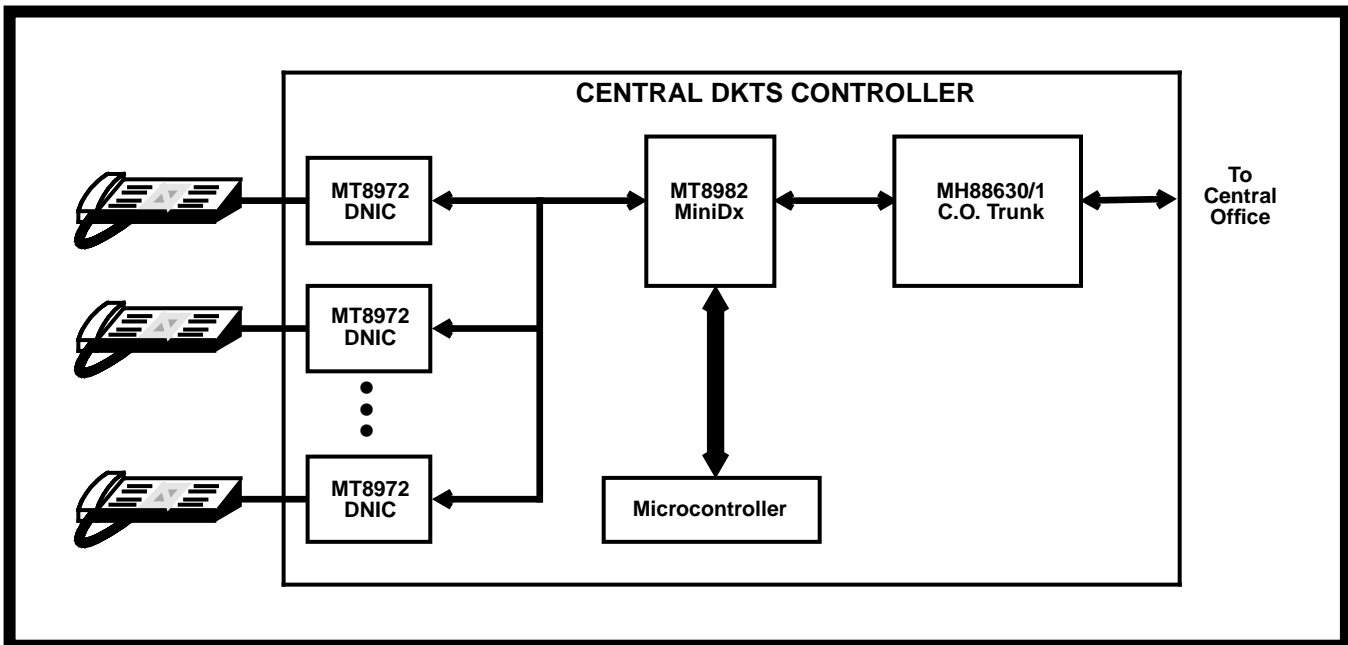 CENTRAL DKTS CONTROLLER
MT8972
DNIC
MT8982
MiniDx
MH88630/1
C.O. Trunk
To
Central
Office
MT8972
DNIC
MT8972
DNIC
Microcontroller